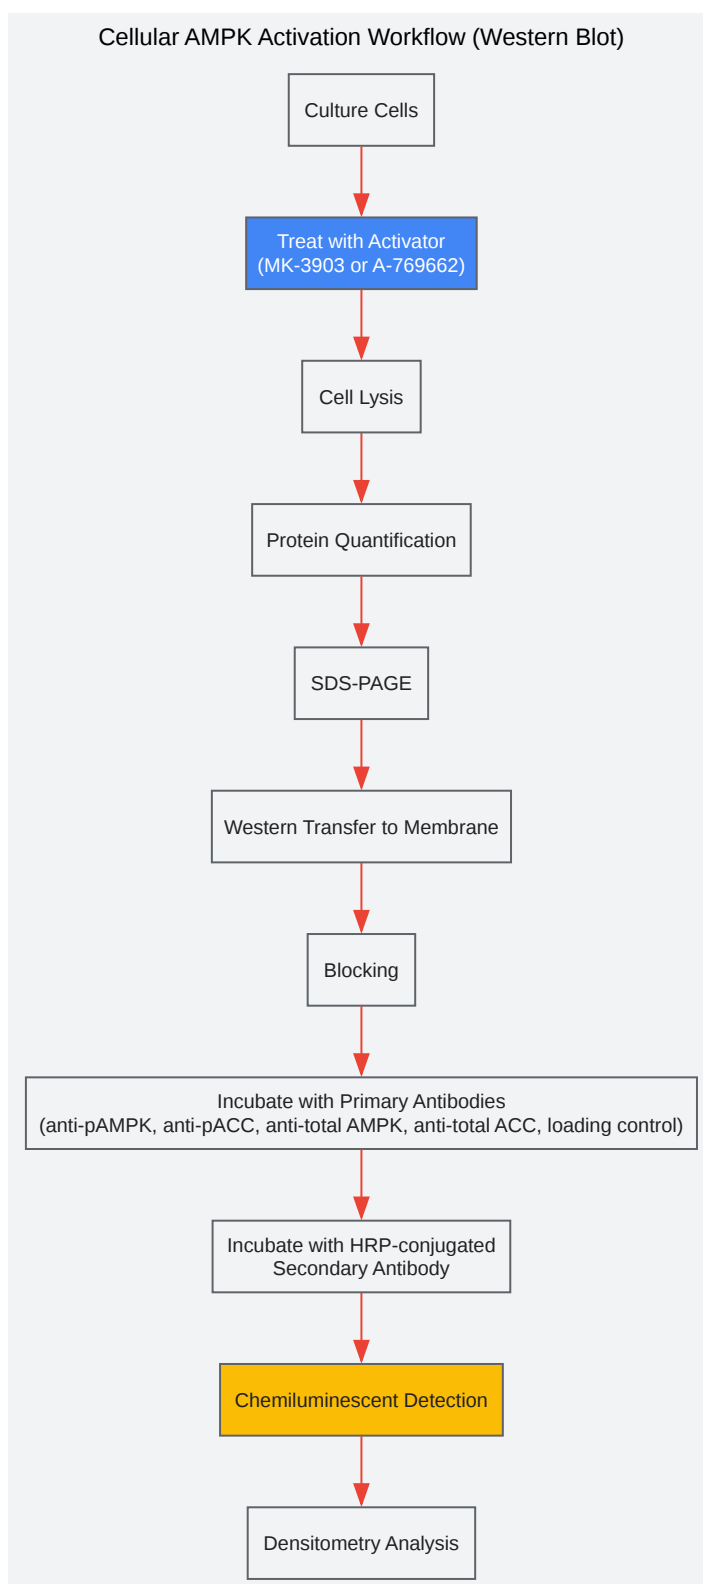 Cellular AMPK Activation Workflow (Western Blot)
Culture Cells
Treat with Activator
(MK-3903 or A-769662)
Cell Lysis
Protein Quantification
SDS-PAGE
Western Transfer to Membrane
Blocking
Incubate with Primary Antibodies
(anti-pAMPK, anti-pACC, anti-total AMPK, anti-total ACC, loading control)
Incubate with HRP-conjugated
Secondary Antibody
Chemiluminescent Detection
Densitometry Analysis